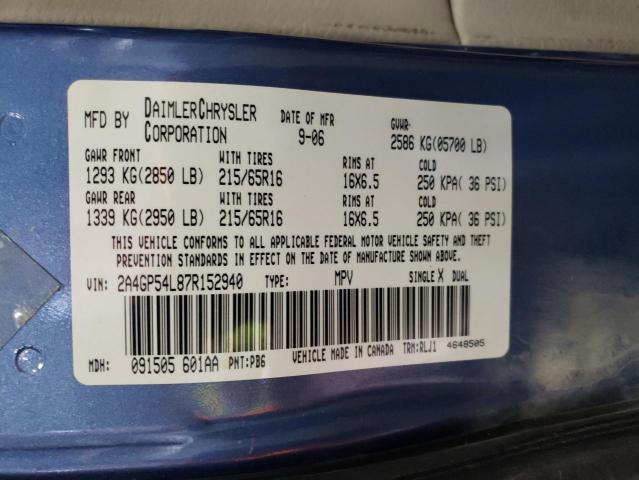 MFD BY DAIMLERCHRYSLER CORPORATION DATE OF MFR 9-06 GVWR: 2586 KG(05700 LB)
GAWR FRONT WITH TIRES RIMS AT COLD
1293 KG(2850 LB) 215/65R16 16X6.5 250 KPA( 36 PSI)
GAWR REAR WITH TIRES RIMS AT COLD
1339 KG(2950 LB) 215/65R16 16X6.5 250 KPA( 36 PSI)
THIS VEHICLE CONFORMS TO ALL APPLICABLE FEDERAL MOTOR VEHICLE SAFETY AND THEFT
PREVENTION STANDARDS IN EFFECT ON THE DATE OF MANUFACTURE SHOWN ABOVE.
VIN: 2A4GP54L87R152940 TYPE: MPV SINGLE X DUAL
MDH: 091505 601AA PNT:PB6 VEHICLE MADE IN CANADA TRM:RLJ1 4648505